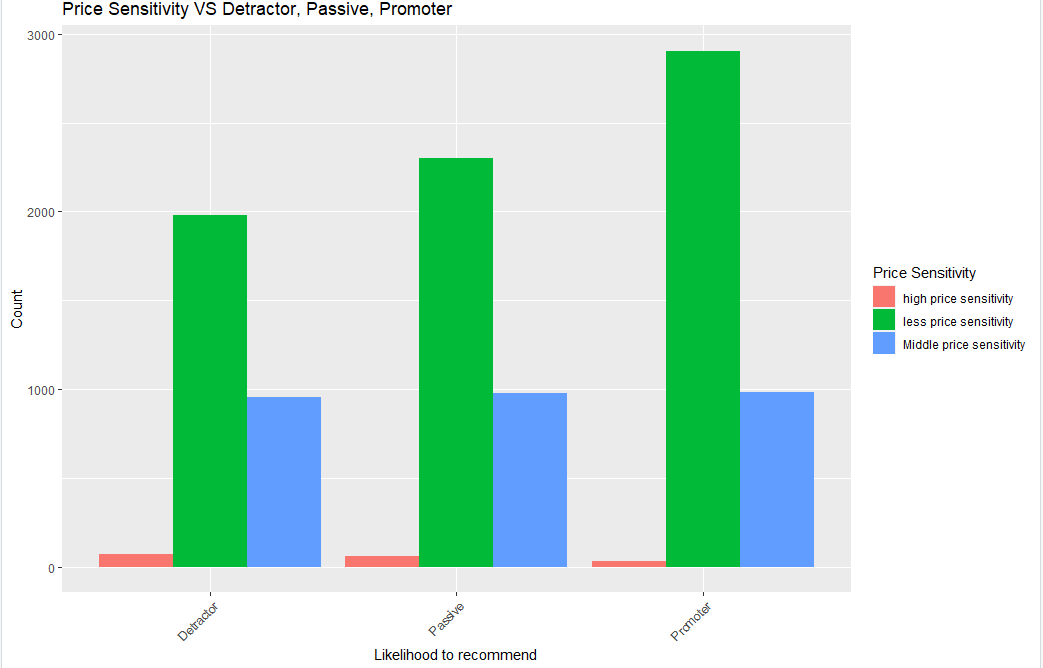 Price Sensitivity VS Detractor, Passive, Promoter
3000
2000
1000
0
Count
Detractor
Passive
Promoter
Likelihood to recommend
Price Sensitivity
high price sensitivity
less price sensitivity
Middle price sensitivity